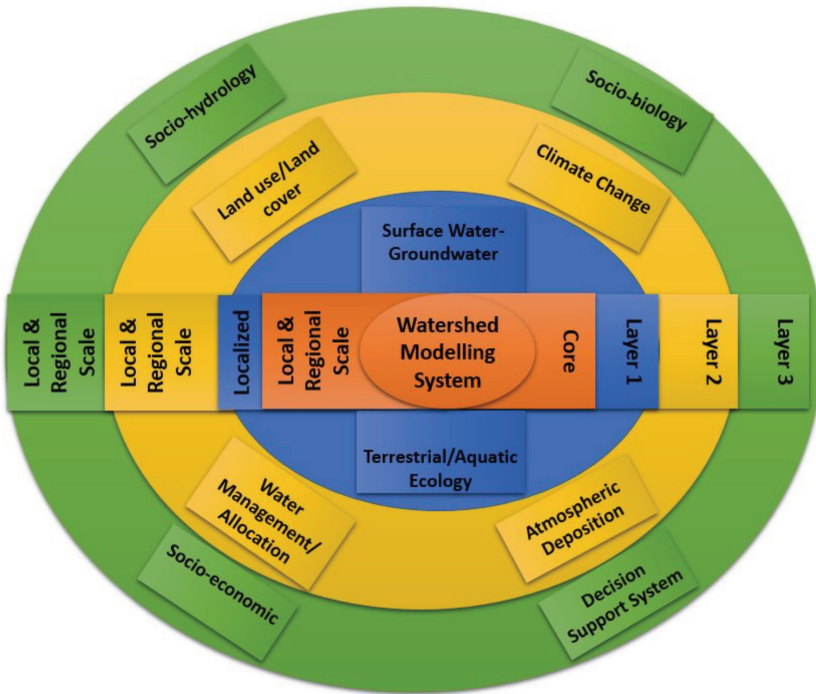 Socio-hydrology
Socio-biology
Land use/Land
cover
Climate Change
Surface Water-
Groundwater
Local &
Regional
Scale
Local &
Regional
Scale
Localized
Local &
Regional
Scale
Watershed
Modelling
System
Core
Layer 1
Layer 2
Layer 3
Terrestrial/Aquatic
Ecology
Water
Management/
Allocation
Atmospheric
Deposition
Socio-economic
Decision
Support System